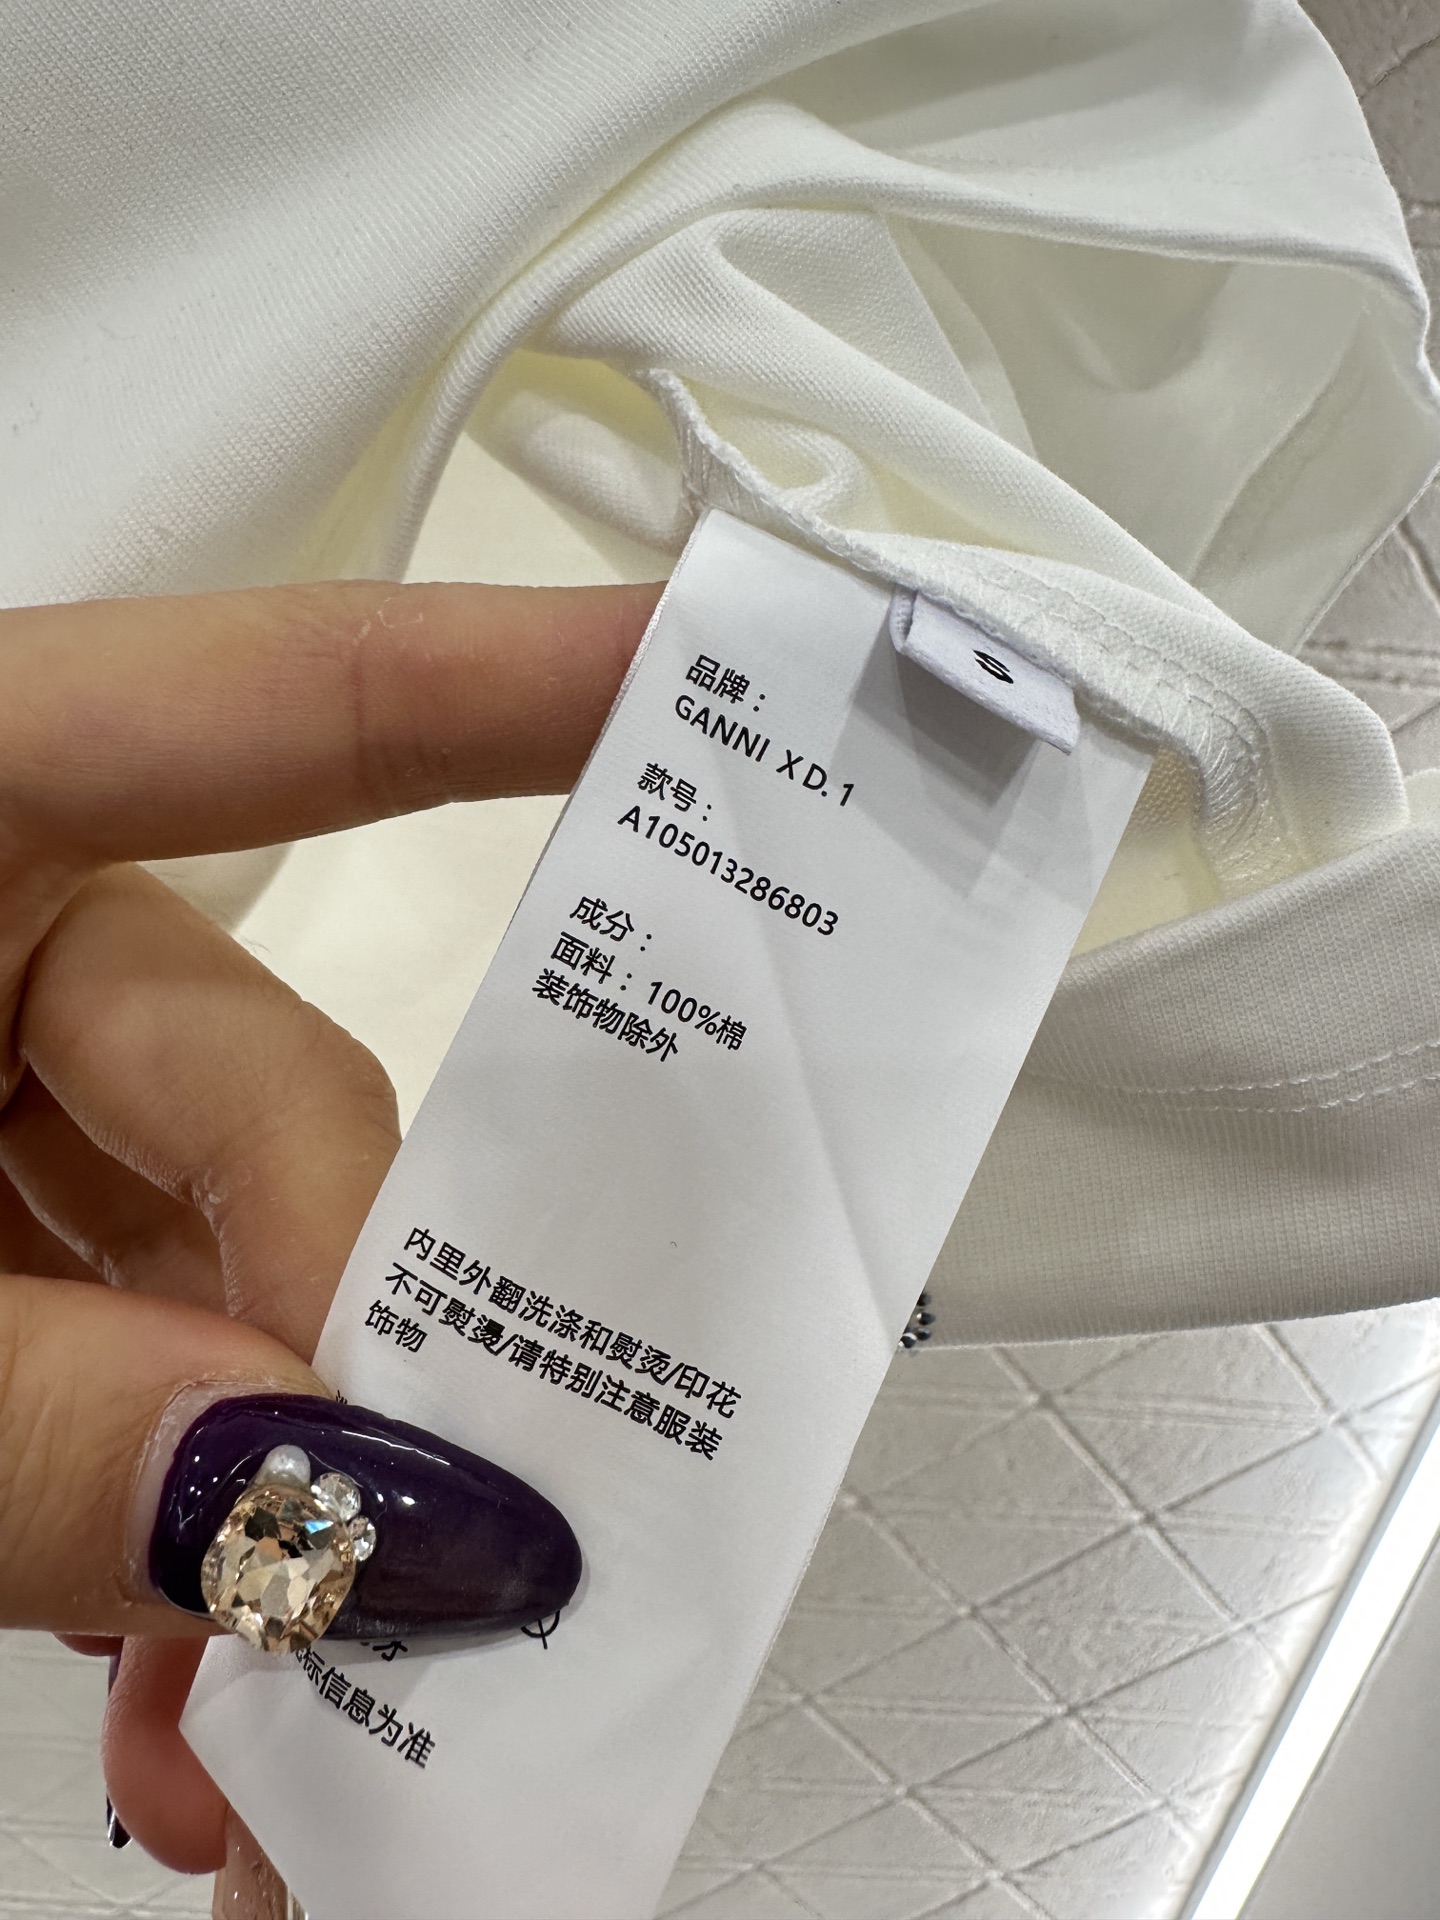 S
品牌：
GANNI X D. 1
款号：
A105013286803
成分：
面料：100%棉
装饰物除外
内里外翻洗涤和熨烫/印花
不可熨烫/请特别注意服装
饰物
标信息为准